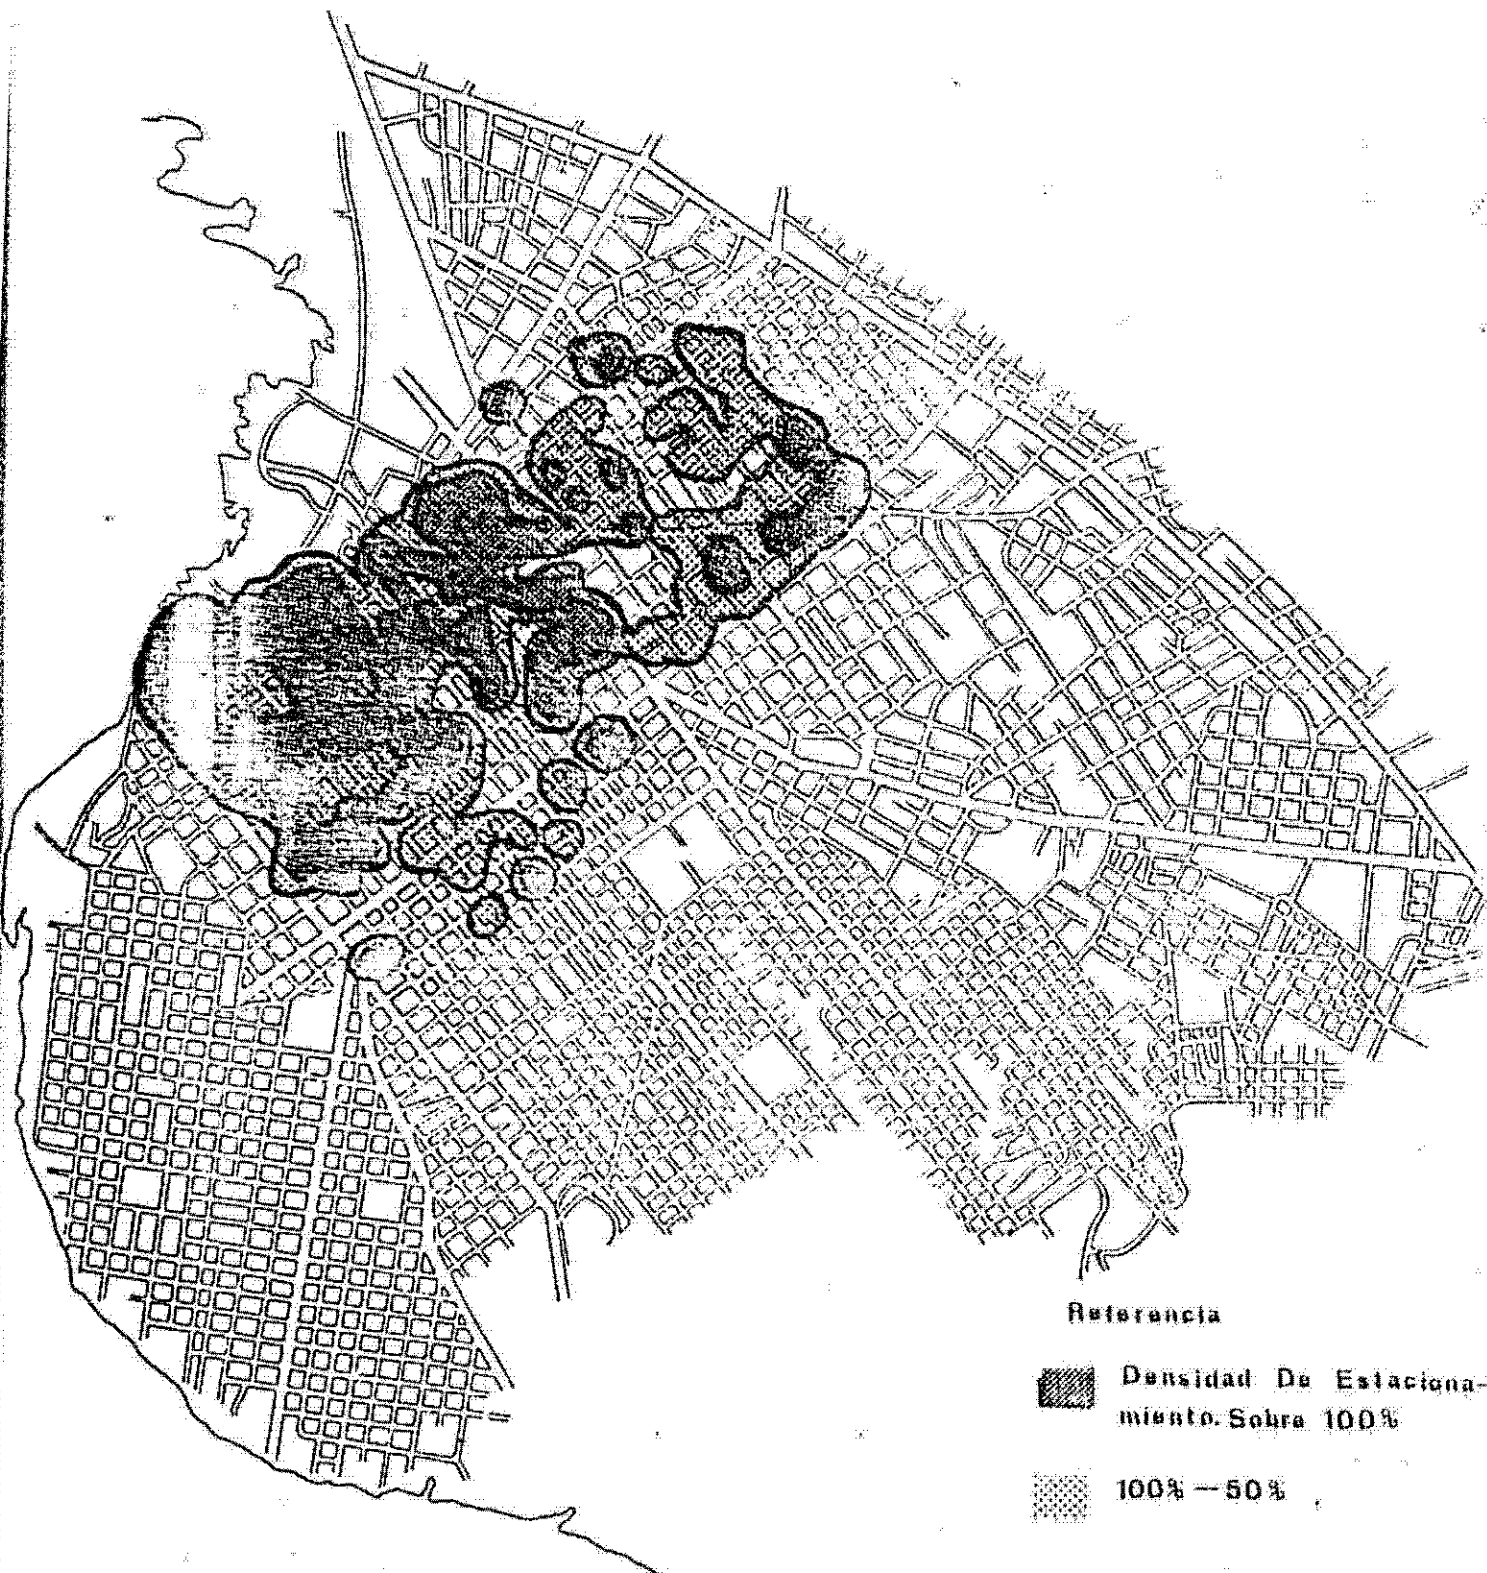 Referencia
Densidad De Estaciona-
miento. Sobre 100%
100% — 50%